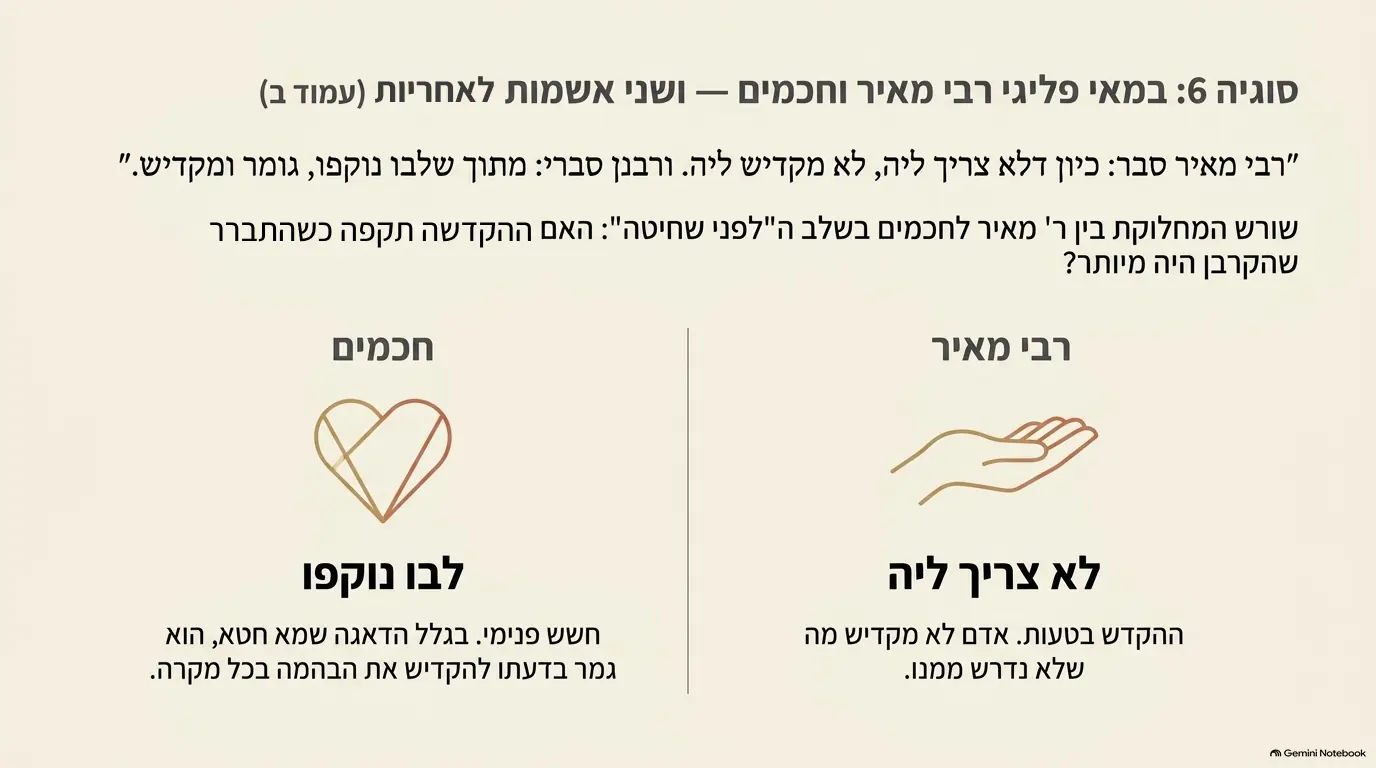 סוגיה 6: במאי פליגי רבי מאיר וחכמים — ושני אשמות לאחריות (עמוד ב)
"רבי מאיר סבר: כיון דלא צריך ליה, לא מקדיש ליה. ורבנן סברי: מתוך שלבו נוקפו, גומר ומקדיש."
שורש המחלוקת בין ר' מאיר לחכמים בשלב ה"לפני שחיטה": האם ההקדשה תקפה כשהתברר
שהקרבן היה מיותר?
רבי מאיר
לא צריך ליה
ההקדש בטעות. אדם לא מקדיש מה
שלא נדרש ממנו.
חכמים
לבו נוקפו
חשש פנימי. בגלל הדאגה שמא חטא, הוא
גמר בדעתו להקדיש את הבהמה בכל מקרה.
Gemini Notebook